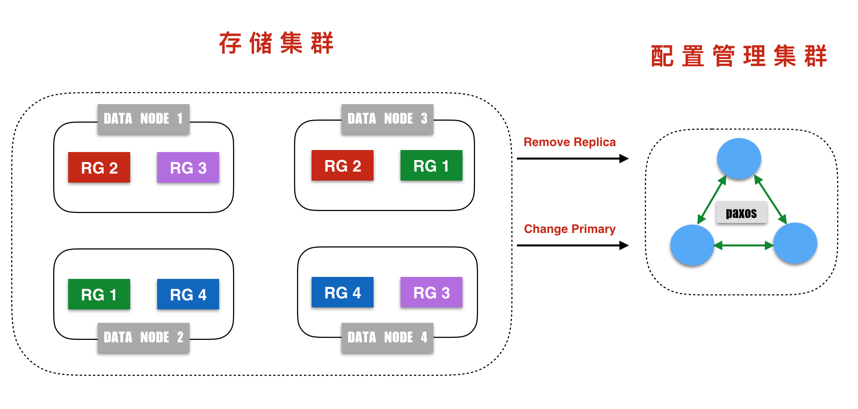 存储集群
配置管理集群
DATA NODE 1
DATA NODE 3
RG 2
RG 3
RG 2
RG 1
Remove Replica
paxos
Change Primary
RG 1
RG 4
RG 4
RG 3
DATA NODE 2
DATA NODE 4